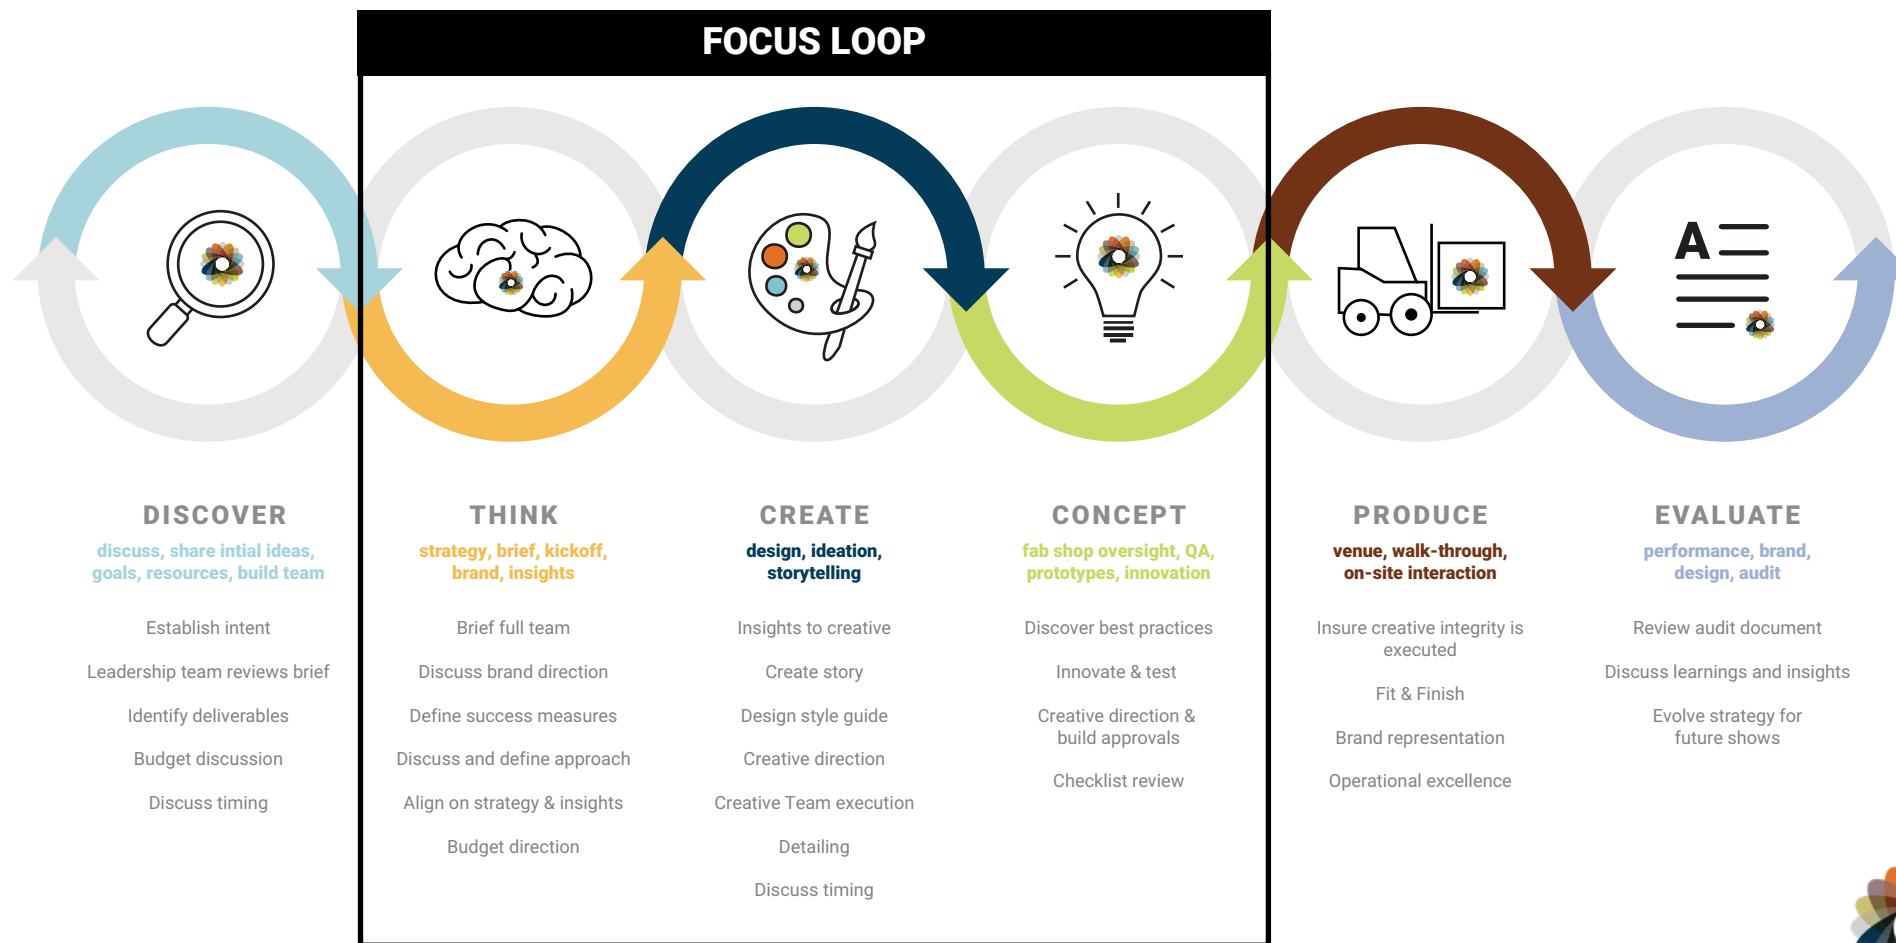 FOCUS LOOP
DISCOVER
discuss, share intial ideas,
goals, resources, build team
Establish intent
Leadership team reviews brief
Identify deliverables
Budget discussion
Discuss timing
THINK
strategy, brief, kickoff,
brand, insights
Brief full team
Discuss brand direction
Define success measures
Discuss and define approach
Align on strategy & insights
Budget direction
CREATE
design, ideation,
storytelling
Insights to creative
Create story
Design style guide
Creative direction
Creative Team execution
Detailing
Discuss timing
CONCEPT
fab shop oversight, QA,
prototypes, innovation
Discover best practices
Innovate & test
Creative direction &
build approvals
Checklist review
PRODUCE
venue, walk-through,
on-site interaction
Insure creative integrity is
executed
Fit & Finish
Brand representation
Operational excellence
A
EVALUATE
performance, brand,
design, audit
Review audit document
Discuss learnings and insights
Evolve strategy for
future shows